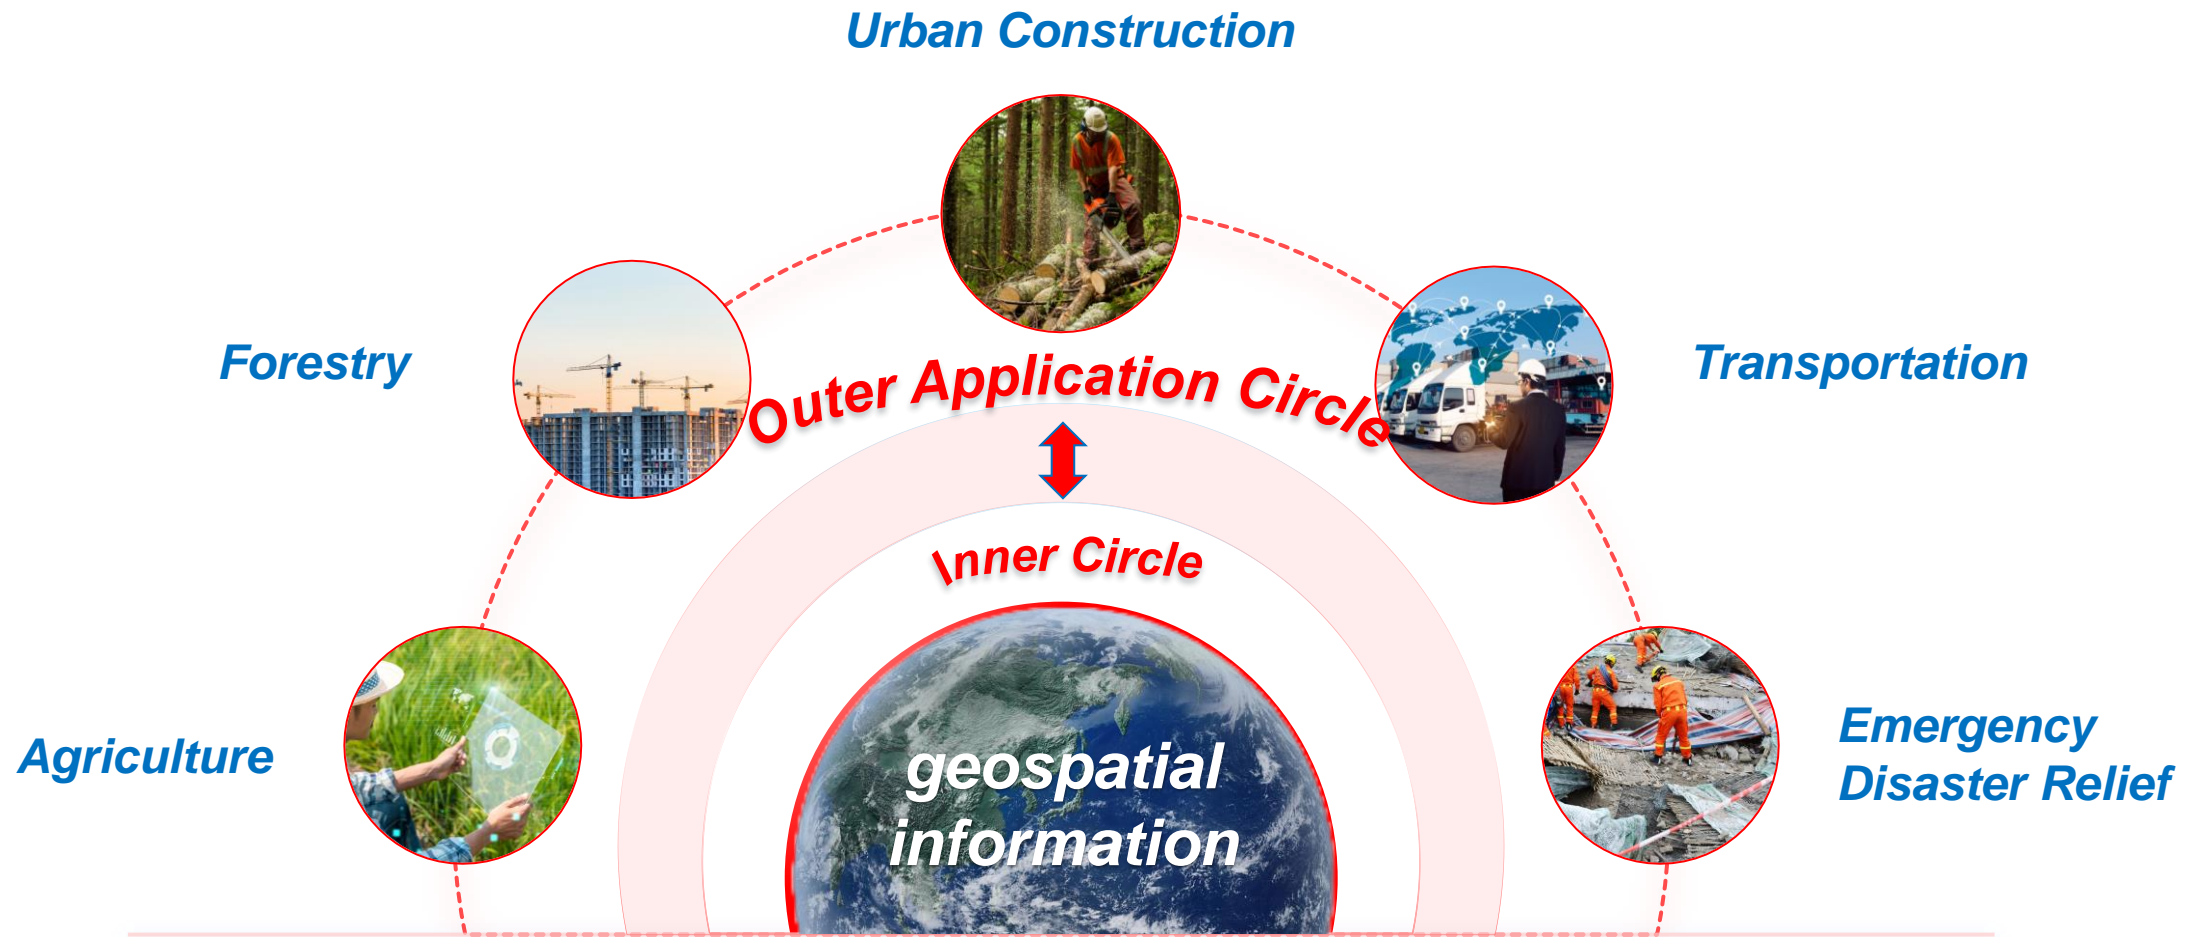 Urban Construction
Forestry
Transportation
Outer Application Circle
Inner Circle
Agriculture
geospatial
information
Emergency
Disaster Relief